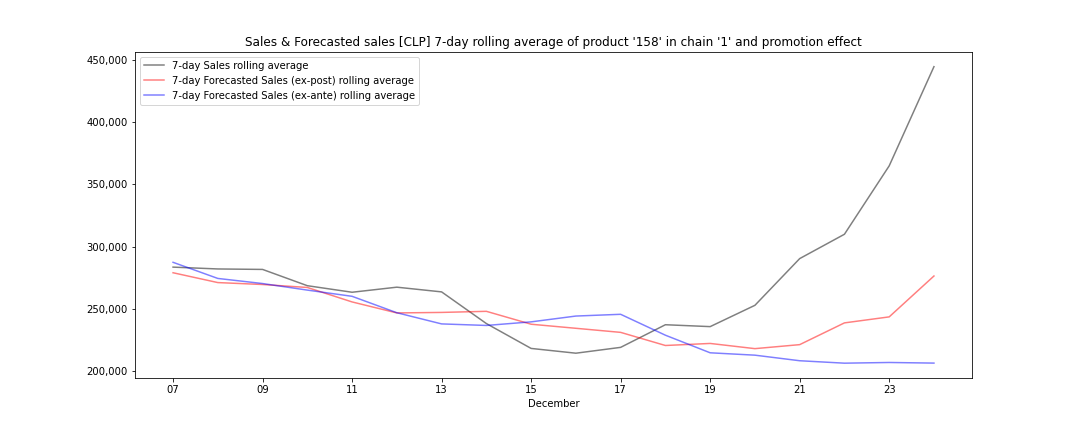 Sales & Forecasted sales [CLP] 7-day rolling average of product '158' in chain '1' and promotion effect
450,000
400,000
350,000
300,000
250,000
200,000
7-day Sales rolling average
7-day Forecasted Sales (ex-post) rolling average
7-day Forecasted Sales (ex-ante) rolling average
07 09 11 13 15 17 19 21 23
December